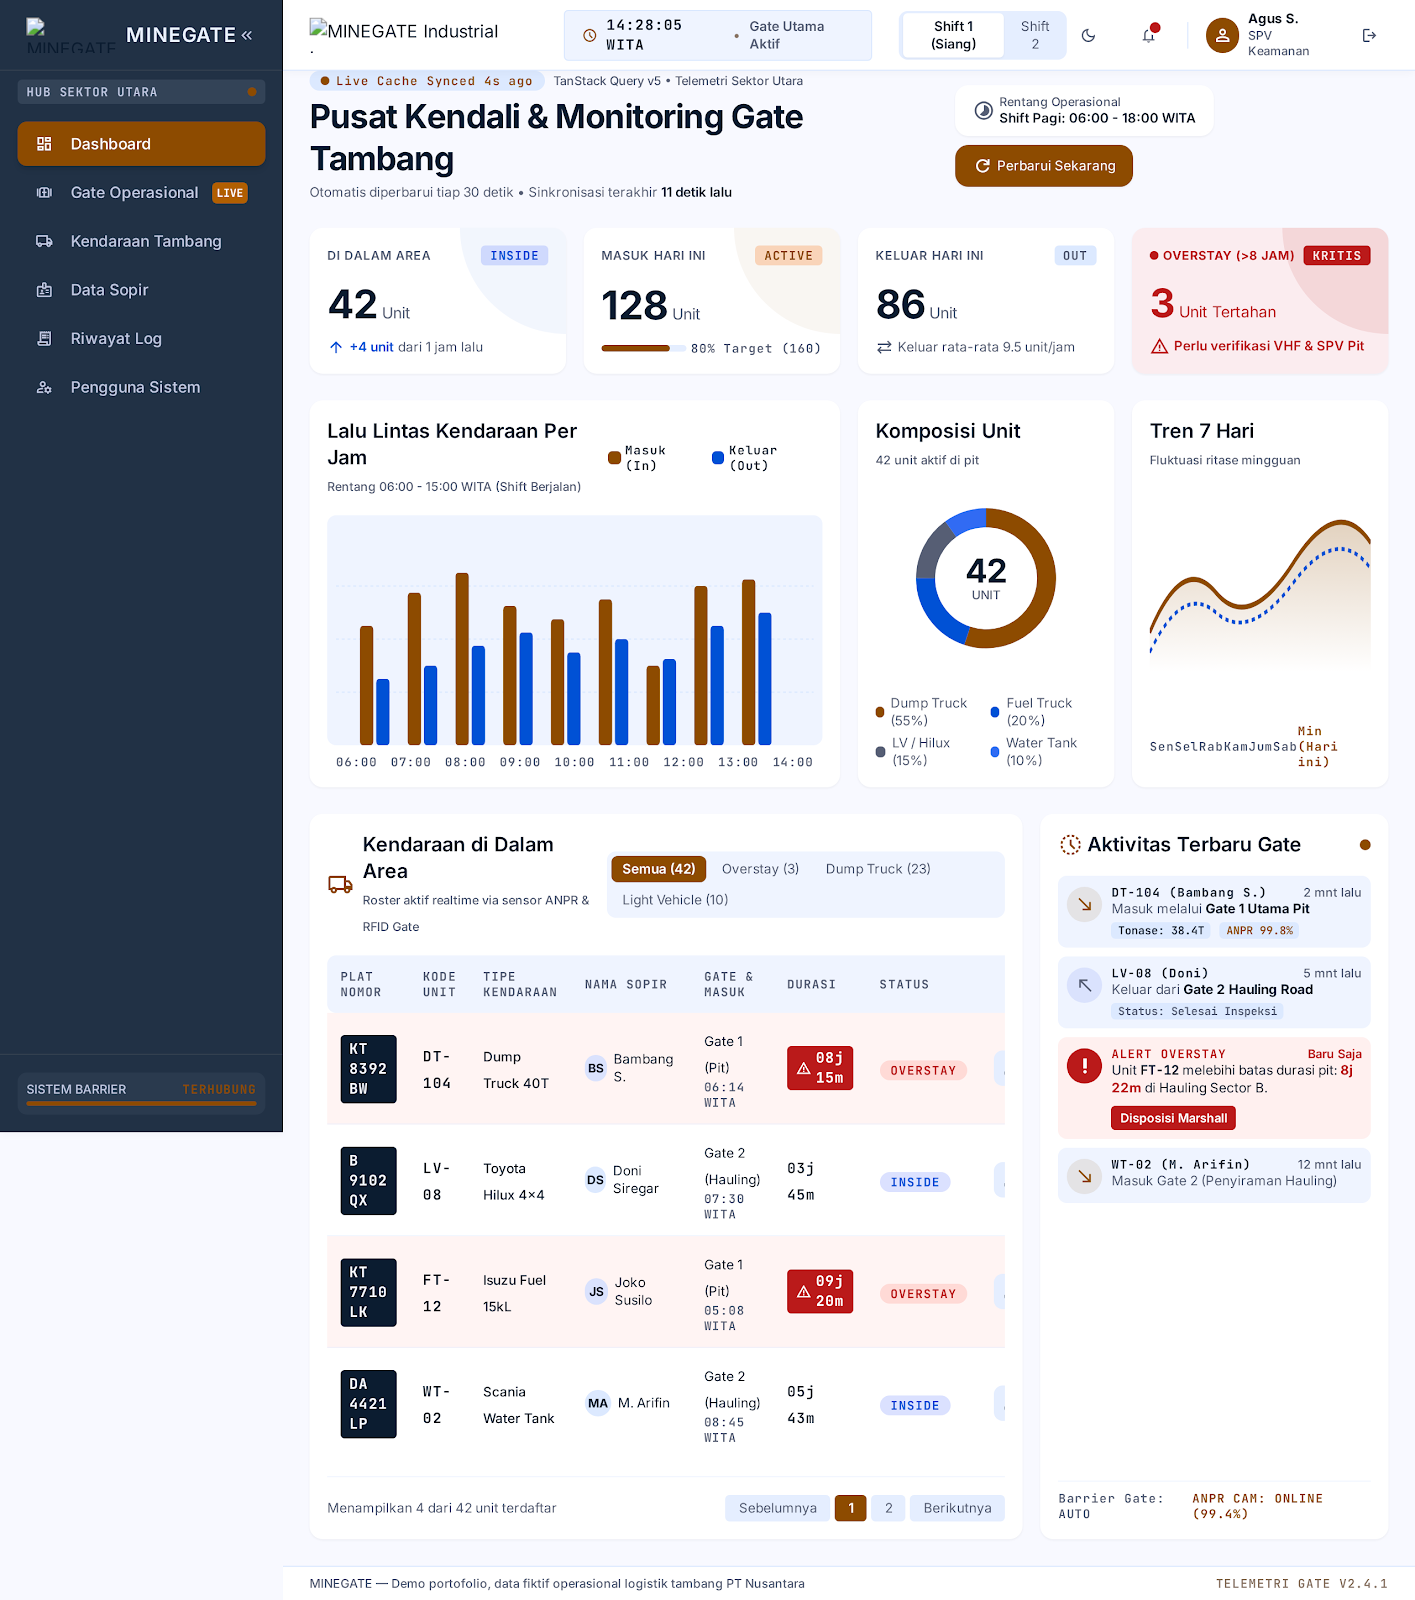 MINEGATE
MINEGATE
HUB SEKTOR UTARA
Dashboard
Gate Operasional LIVE
Kendaraan Tambang
Data Sopir
Riwayat Log
Pengguna Sistem
SISTEM BARRIER TERHUBUNG
MINEGATE Industrial
14:28:05
WITA
• Gate Utama
Aktif
Shift 1
(Siang)
Shift
2
Agus S.
SPV
Keamanan
Live Cache Synced 4s ago TanStack Query v5 • Telemetri Sektor Utara
Pusat Kendali & Monitoring Gate
Tambang
Otomatis diperbarui tiap 30 detik • Sinkronisasi terakhir 11 detik lalu
Rentang Operasional
Shift Pagi: 06:00 - 18:00 WITA
Perbarui Sekarang
DI DALAM AREA INSIDE
42 Unit
+4 unit dari 1 jam lalu
MASUK HARI INI ACTIVE
128 Unit
80% Target (160)
KELUAR HARI INI OUT
86 Unit
Keluar rata-rata 9.5 unit/jam
OVERSTAY (>8 JAM) KRITIS
3 Unit Tertahan
Perlu verifikasi VHF & SPV Pit
Lalu Lintas Kendaraan Per
Jam
Rentang 06:00 - 15:00 WITA (Shift Berjalan)
Masuk
(In)
Keluar
(Out)
06:00 07:00 08:00 09:00 10:00 11:00 12:00 13:00 14:00
Komposisi Unit
42 unit aktif di pit
42
UNIT
Dump Truck
(55%)
Fuel Truck
(20%)
LV / Hilux
(15%)
Water Tank
(10%)
Tren 7 Hari
Fluktuasi ritase mingguan
SenSelRabKamJumSab
Min
(Hari
ini)
Kendaraan di Dalam
Area
Roster aktif realtime via sensor ANPR &
RFID Gate
Semua (42) Overstay (3) Dump Truck (23)
Light Vehicle (10)
PLAT
NOMOR
KODE
UNIT
TIPE
KENDARAAN
NAMA SOPIR
GATE &
MASUK
DURASI
STATUS
KT
8392
BW
DT-
104
Dump
Truck 40T
BS
Bambang
S.
Gate 1
(Pit)
06:14
WITA
08j
15m
OVERSTAY
B
9102
QX
LV-
08
Toyota
Hilux 4×4
DS
Doni
Siregar
Gate 2
(Hauling)
07:30
WITA
03j
45m
INSIDE
KT
7710
LK
FT-
12
Isuzu Fuel
15kL
JS
Joko
Susilo
Gate 1
(Pit)
05:08
WITA
09j
20m
OVERSTAY
DA
4421
LP
WT-
02
Scania
Water Tank
MA
M. Arifin
Gate 2
(Hauling)
08:45
WITA
05j
43m
INSIDE
Menampilkan 4 dari 42 unit terdaftar
Sebelumnya 1 2 Berikutnya
Aktivitas Terbaru Gate
DT-104 (Bambang S.) 2 mnt lalu
Masuk melalui Gate 1 Utama Pit
Tonase: 38.4T ANPR 99.8%
LV-08 (Doni) 5 mnt lalu
Keluar dari Gate 2 Hauling Road
Status: Selesai Inspeksi
ALERT OVERSTAY Baru Saja
Unit FT-12 melebihi batas durasi pit: 8j
22m di Hauling Sector B.
Disposisi Marshall
WT-02 (M. Arifin) 12 mnt lalu
Masuk Gate 2 (Penyiraman Hauling)
Barrier Gate:
AUTO
ANPR CAM: ONLINE
(99.4%)
MINEGATE — Demo portofolio, data fiktif operasional logistik tambang PT Nusantara
TELEMETRI GATE V2.4.1